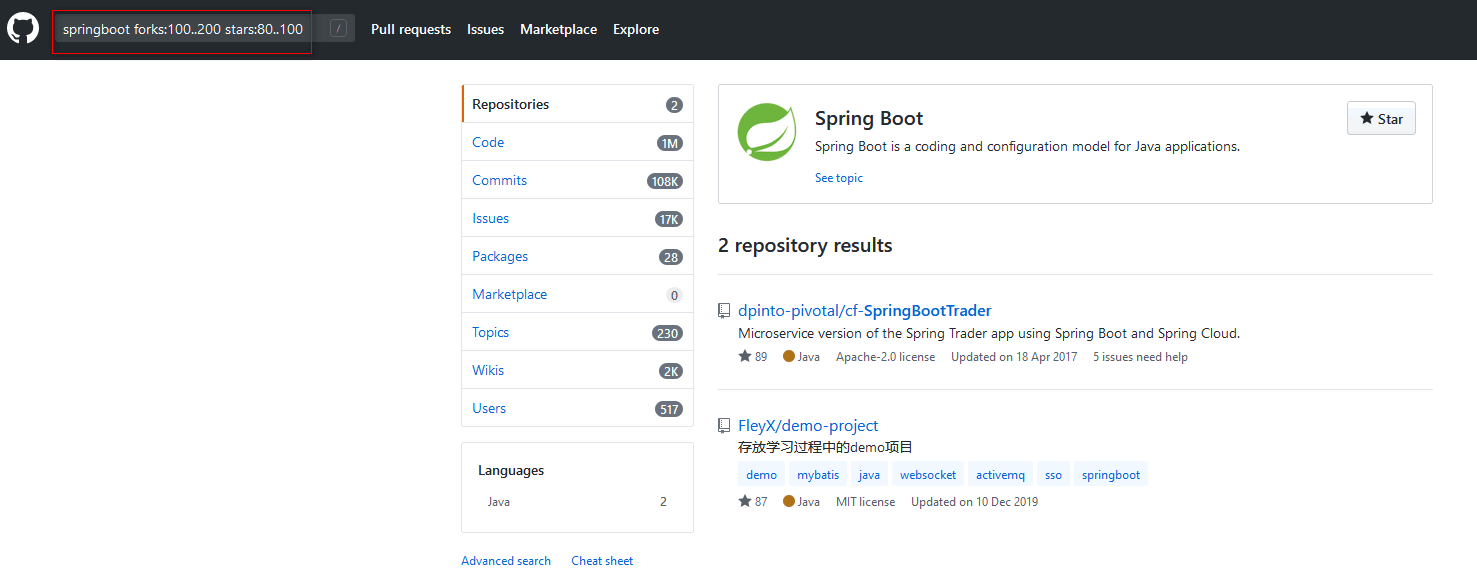 springboot forks:100..200 stars:80..100 / Pull requests Issues Marketplace Explore
Repositories 2
Code 1M
Commits 108K
Issues 17K
Packages 28
Marketplace 0
Topics 230
Wikis 2K
Users 517
Languages
Java 2
Advanced search Cheat sheet
Spring Boot
Star
Spring Boot is a coding and configuration model for Java applications.
See topic
2 repository results
dpinto-pivotal/cf-SpringBootTrader
Microservice version of the Spring Trader app using Spring Boot and Spring Cloud.
89 Java Apache-2.0 license Updated on 18 Apr 2017 5 issues need help
FleyX/demo-project
存放学习过程中的demo项目
demo mybatis java websocket activemq sso springboot
87 Java MIT license Updated on 10 Dec 2019